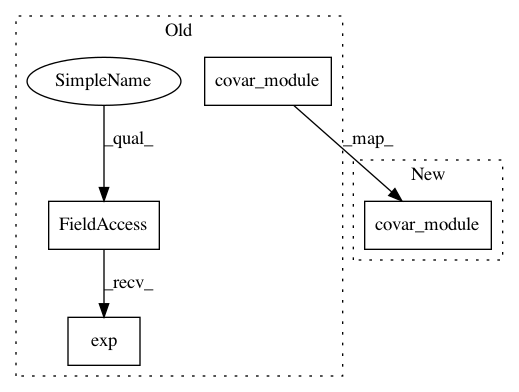 Old
SimpleName
covar_module
_qual_
_map_
New
FieldAccess
covar_module
_recv_
exp